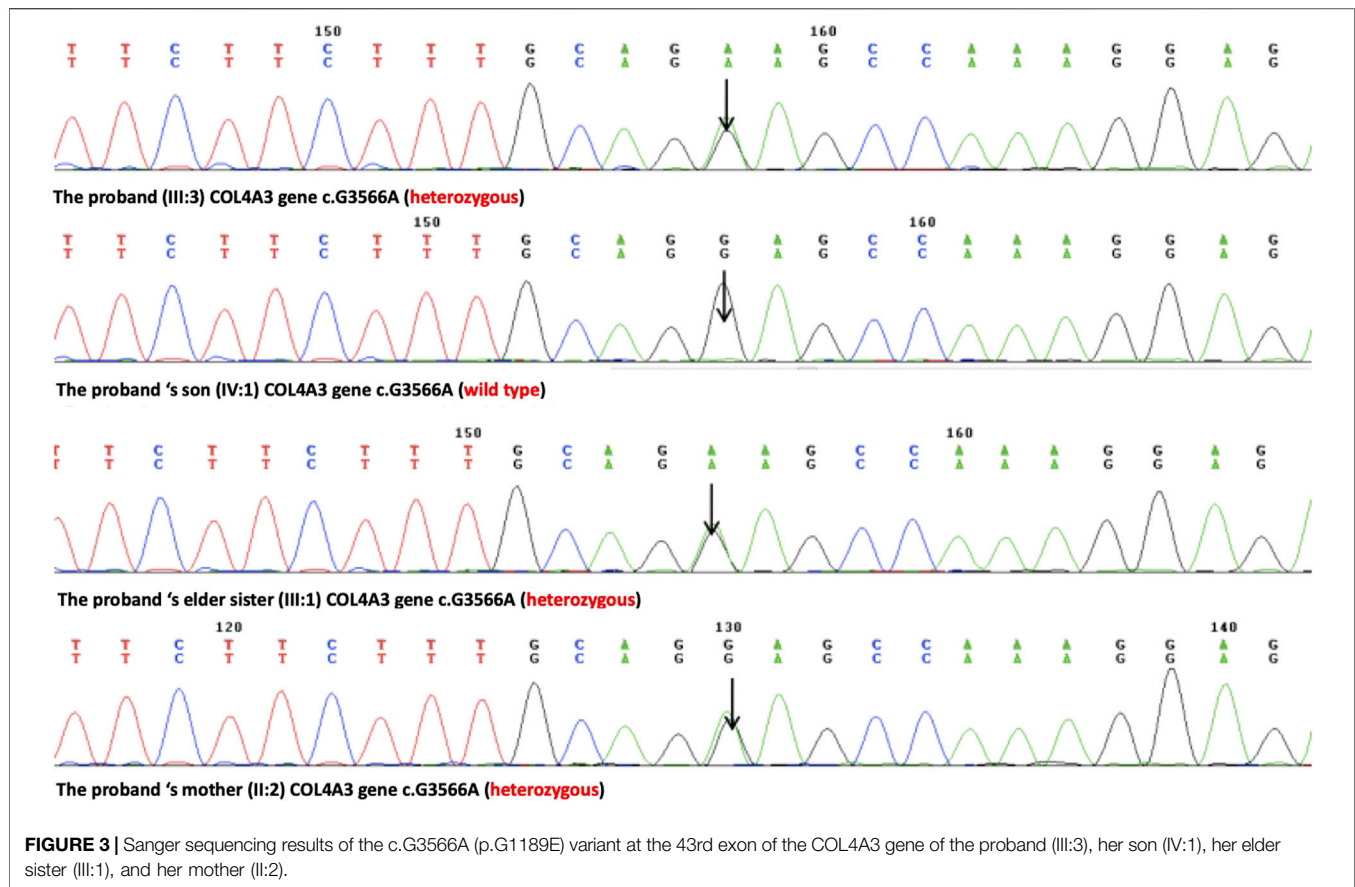 150 160
T T C T T C T T T G C A G A A G C C A A A G G A G
T T C T T C T T T G C A G A A G C C A A A G G A G
The proband (III:3) COL4A3 gene c.G3566A (heterozygous)
150 160
T T C T T C T T T G C A G G A G C C A A A G G A G
T T C T T C T T T G C A G G A G C C A A A G G A G
The proband ‘s son (IV:1) COL4A3 gene c.G3566A (wild type)
150 160
T T C T T C T T T G C A G A A G C C A A A G G A G
T T C T T C T T T G C A G A A G C C A A A G G A G
The proband ‘s elder sister (III:1) COL4A3 gene c.G3566A (heterozygous)
120 130 140
T T C T T C T T T G C A G G A G C C A A A G G A G
T T C T T C T T T G C A G G A G C C A A A G G A G
The proband ‘s mother (II:2) COL4A3 gene c.G3566A (heterozygous)
FIGURE 3 | Sanger sequencing results of the c.G3566A (p.G1189E) variant at the 43rd exon of the COL4A3 gene of the proband (III:3), her son (IV:1), her elder
sister (III:1), and her mother (II:2).